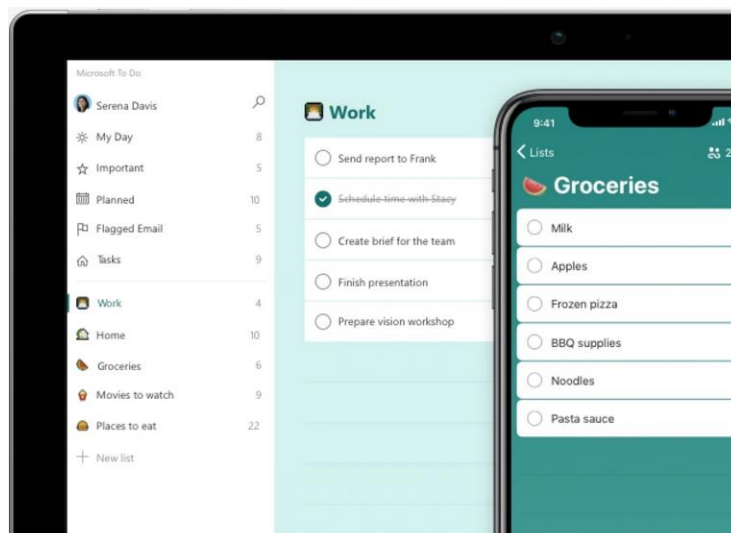 Microsoft To Do
Serena Davis
My Day 8
Important 5
Planned 10
Flagged Email 5
Tasks 9
Work 4
Home 10
Groceries 6
Movies to watch 9
Places to eat 22
New list
Work
Send report to Frank
Schedule time with Stacy
Create brief for the team
Finish presentation
Prepare vision workshop
9:41
Lists 2
Groceries
Milk
Apples
Frozen pizza
BBQ supplies
Noodles
Pasta sauce